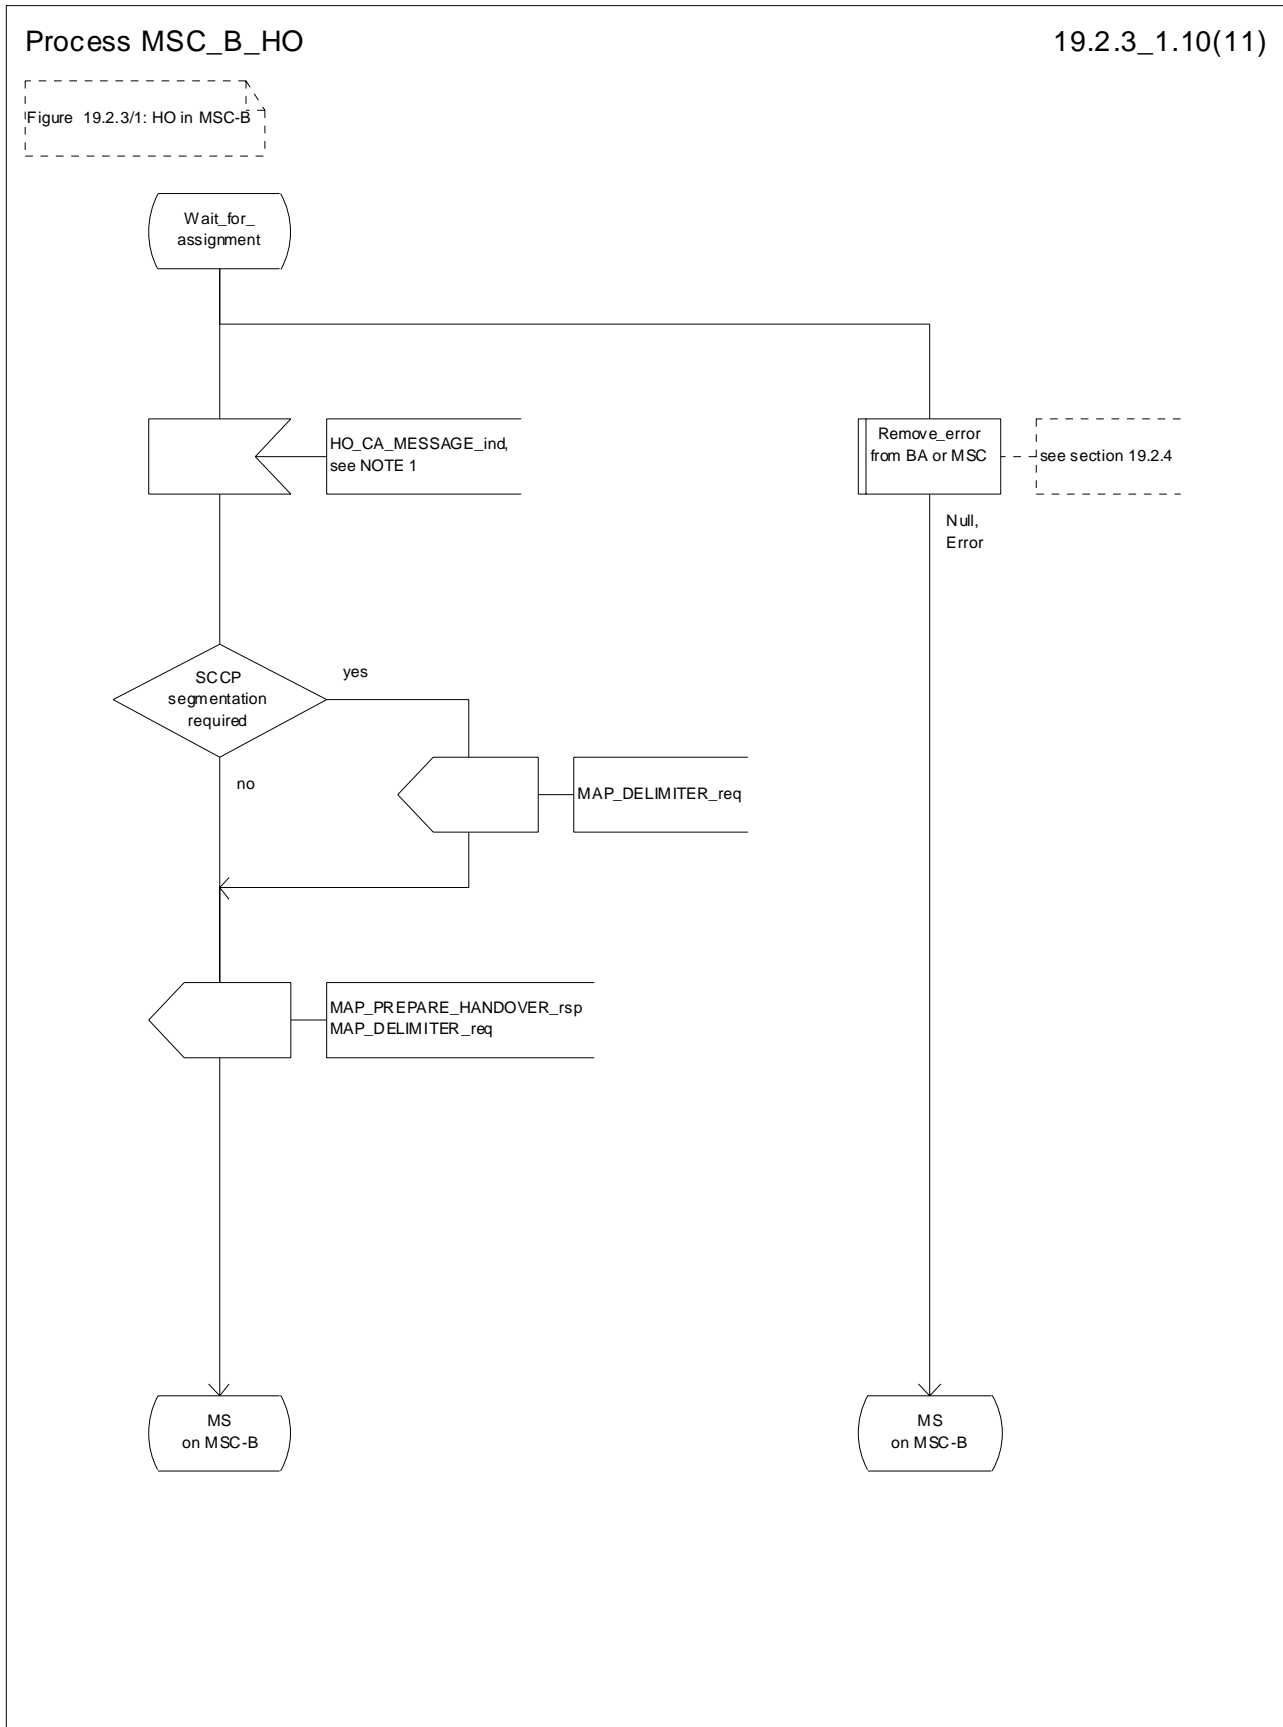 Process MSC_B_HO
19.2.3_1.10(11)
Figure 19.2.3/1: HO in MSC-B
Wait_for_
assignment
HO_CA_MESSAGE_ind,
see NOTE 1
Remove_error
from BA or MSC
see section 19.2.4
Null,
Error
SCCP
segmentation
required
yes
no
MAP_DELIMITER_req
MAP_PREPARE_HANDOVER_rsp
MAP_DELIMITER_req
MS
on MSC-B
MS
on MSC-B